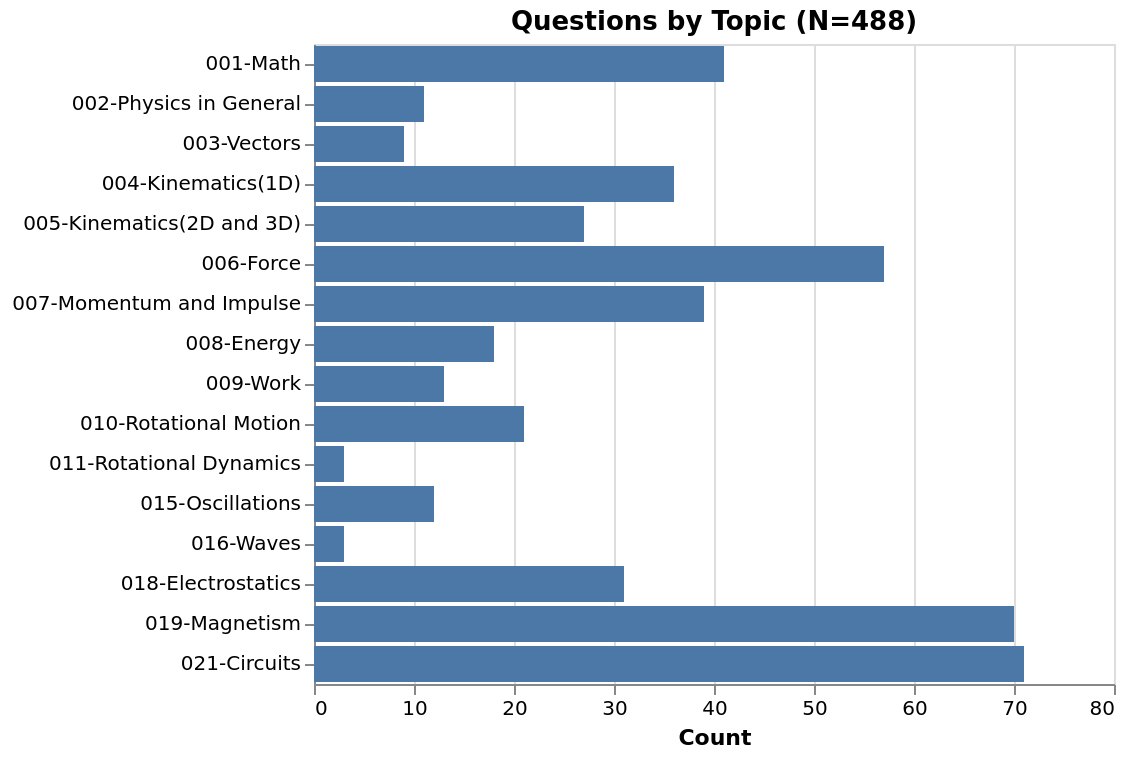 Questions by Topic (N=488)
001-Math
002-Physics in General
003-Vectors
004-Kinematics(1D)
005-Kinematics(2D and 3D)
006-Force
007-Momentum and Impulse
008-Energy
009-Work
010-Rotational Motion
011-Rotational Dynamics
015-Oscillations
016-Waves
018-Electrostatics
019-Magnetism
021-Circuits
0 10 20 30 40 50 60 70 80
Count